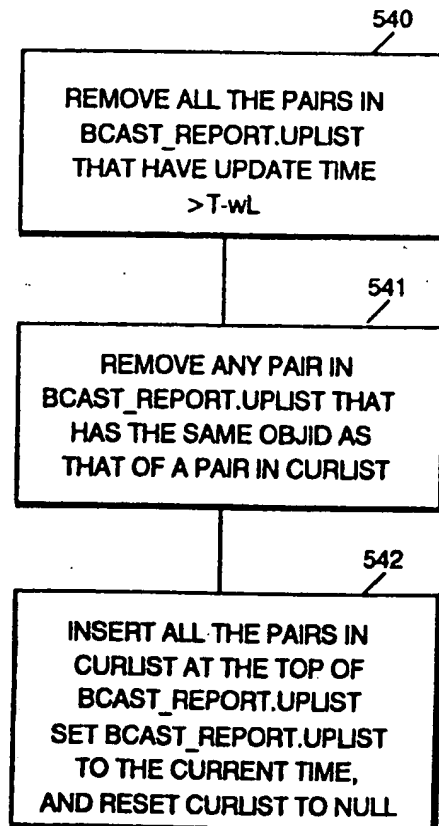 540
REMOVE ALL THE PAIRS IN
BCAST_REPORT.UPLIST
THAT HAVE UPDATE TIME
>T-wL
541
REMOVE ANY PAIR IN
BCAST_REPORT.UPLIST THAT
HAS THE SAME OBJID AS
THAT OF A PAIR IN CURLIST
542
INSERT ALL THE PAIRS IN
CURLIST AT THE TOP OF
BCAST_REPORT.UPLIST
SET BCAST_REPORT.UPLIST
TO THE CURRENT TIME,
AND RESET CURLIST TO NULL